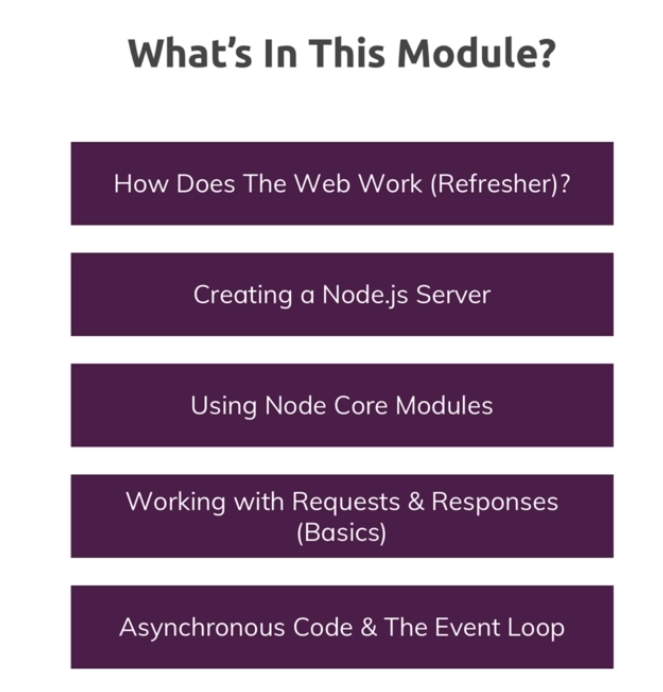 What’s In This Module?
How Does The Web Work (Refresher)?
Creating a Node.js Server
Using Node Core Modules
Working with Requests & Responses
(Basics)
Asynchronous Code & The Event Loop